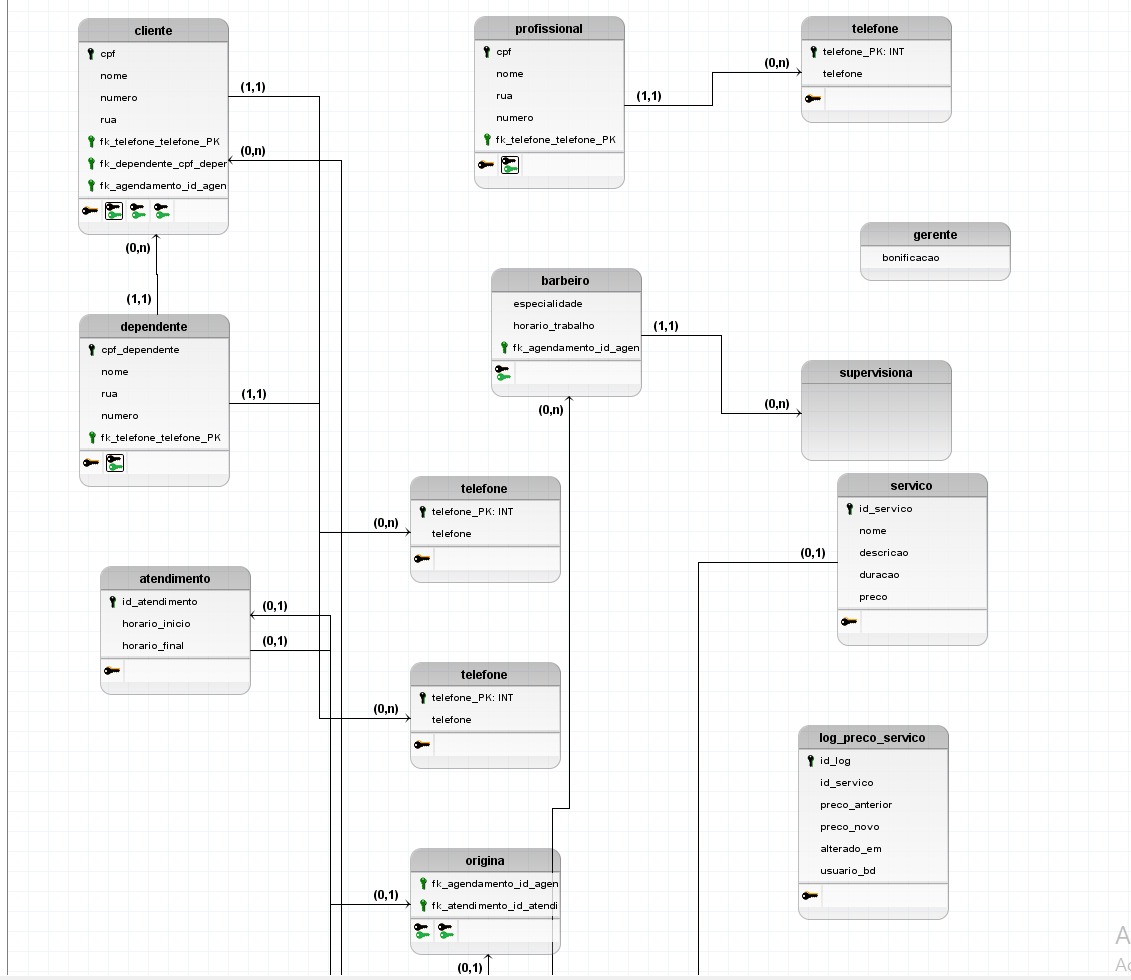 cliente
cpf
nome
numero
rua
fk_telefone_telefone_PK
fk_dependente_cpf_deper
fk_agendamento_id_agen
(1,1)
(0,n)
(0,n)
(1,1)
dependente
cpf_dependente
nome
rua
numero
fk_telefone_telefone_PK
(1,1)
atendimento
id_atendimento
horario_inicio
horario_final
(0,1)
(0,1)
profissional
cpf
nome
rua
numero
fk_telefone_telefone_PK
(1,1)
(0,n)
telefone
telefone_PK: INT
telefone
gerente
bonificacao
barbeiro
especialidade
horario_trabalho
fk_agendamento_id_agen
(1,1)
(0,n)
(0,n)
supervisiona
telefone
telefone_PK: INT
telefone
(0,n)
servico
id_servico
nome
descricao
duracao
preco
(0,1)
telefone
telefone_PK: INT
telefone
(0,n)
log_preco_servico
id_log
id_servico
preco_anterior
preco_novo
alterado_em
usuario_bd
origina
fk_agendamento_id_agen
fk_atendimento_id_atendi
(0,1)
(0,1)